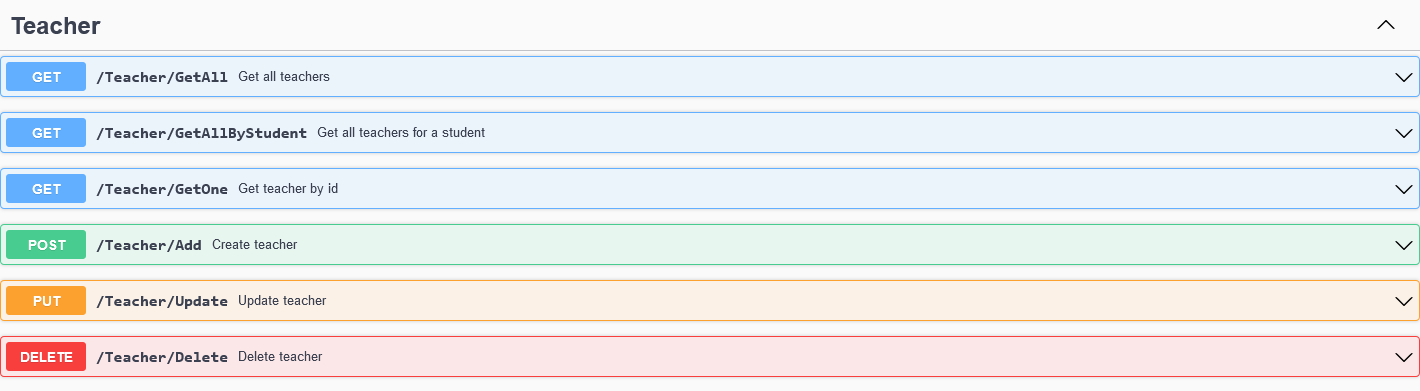 Teacher
GET /Teacher/GetAll Get all teachers
GET /Teacher/GetAllByStudent Get all teachers for a student
GET /Teacher/GetOne Get teacher by id
POST /Teacher/Add Create teacher
PUT /Teacher/Update Update teacher
DELETE /Teacher/Delete Delete teacher